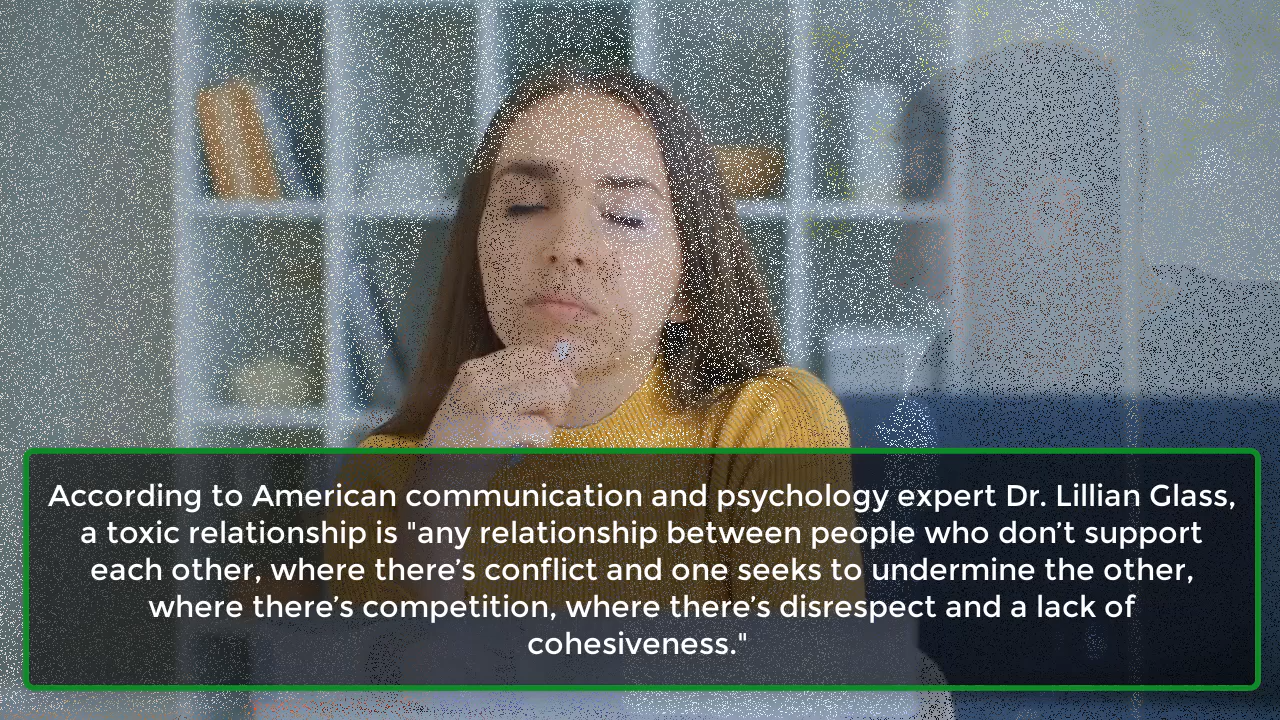 According to American communication and psychology expert Dr. Lillian Glass,
a toxic relationship is "any relationship between people who don’t support
each other, where there’s conflict and one seeks to undermine the other,
where there’s competition, where there’s disrespect and a lack of
cohesiveness."